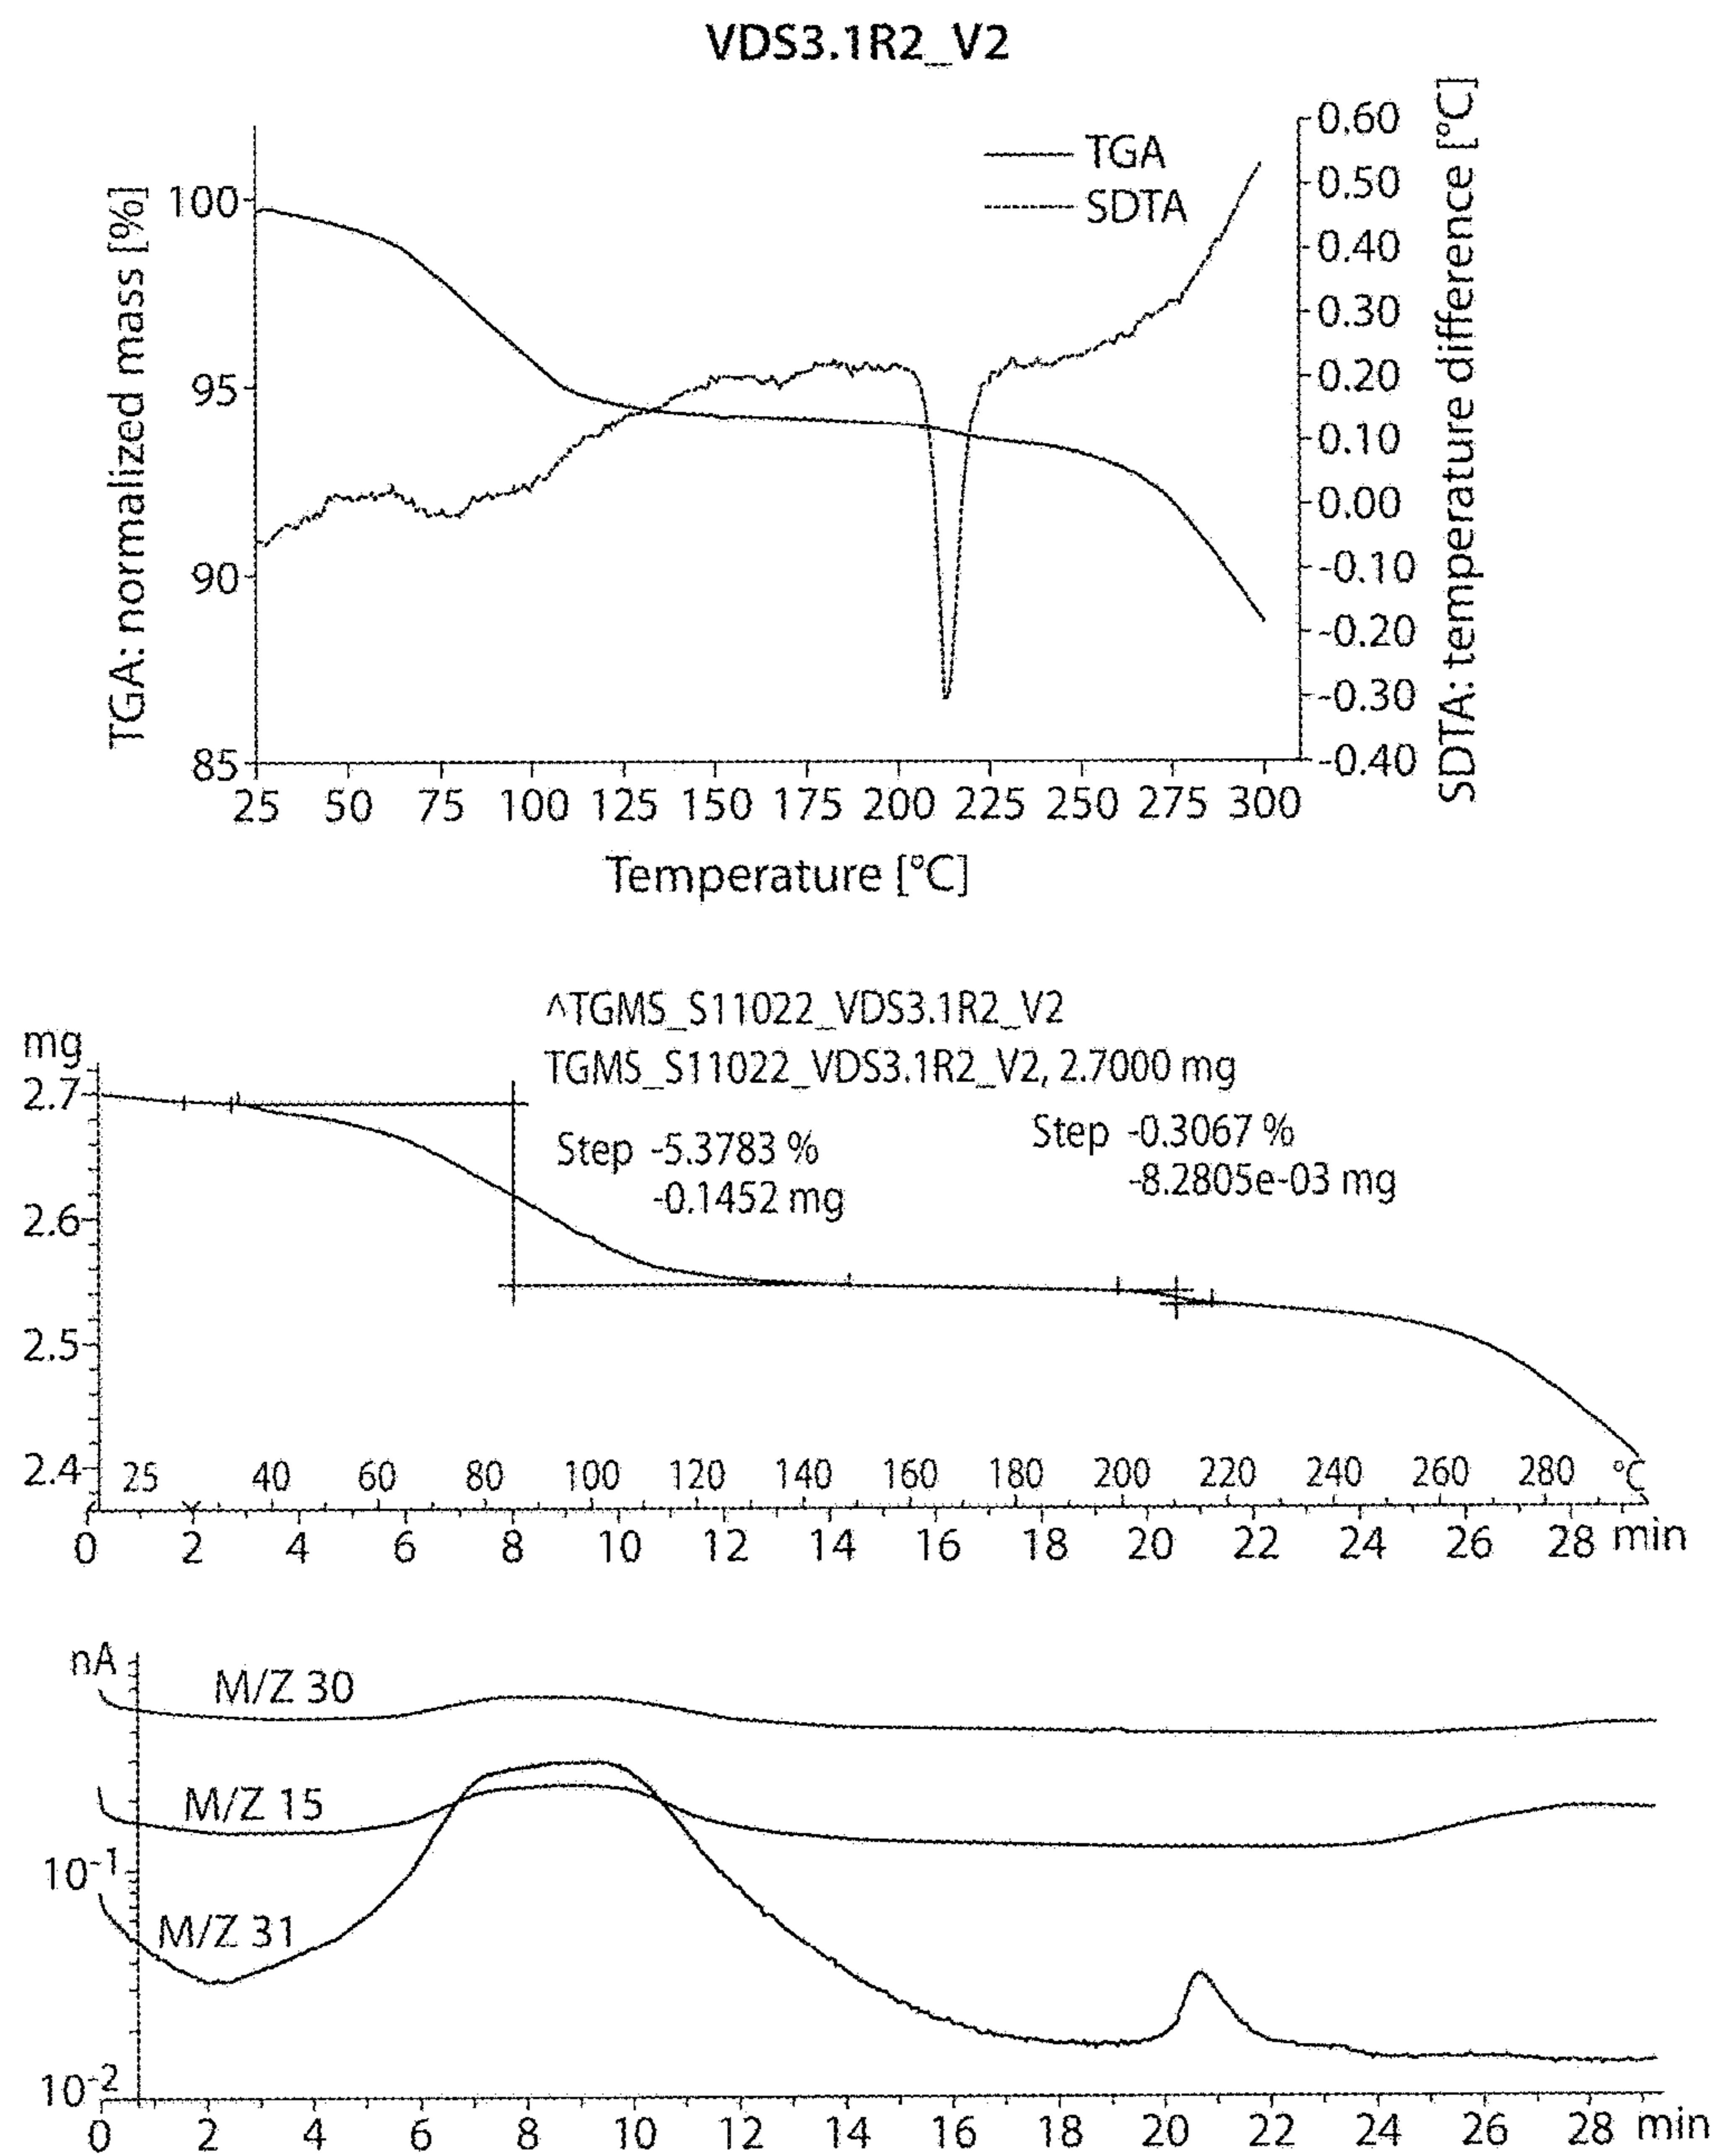 VDS3.1R2_V2
TGA: normalized mass [%]
100
95
90
85
TGA
SDTA
0.60
0.50
0.40
0.30
0.20
0.10
0.00
-0.10
-0.20
-0.30
-0.40
SDTA: temperature difference [°C]
25 50 75 100 125 150 175 200 225 250 275 300
Temperature [°C]
^TGMS_S11022_VDS3.1R2_V2
TGMS_S11022_VDS3.1R2_V2, 2.7000 mg
mg
2.7
2.6
2.5
2.4
Step -5.3783 %
-0.1452 mg
Step -0.3067 %
-8.2805e-03 mg
25 40 60 80 100 120 140 160 180 200 220 240 260 280 °C
0 2 4 6 8 10 12 14 16 18 20 22 24 26 28 min
nA
M/Z 30
M/Z 15
10-1
M/Z 31
10-2
0 2 4 6 8 10 12 14 16 18 20 22 24 26 28 min